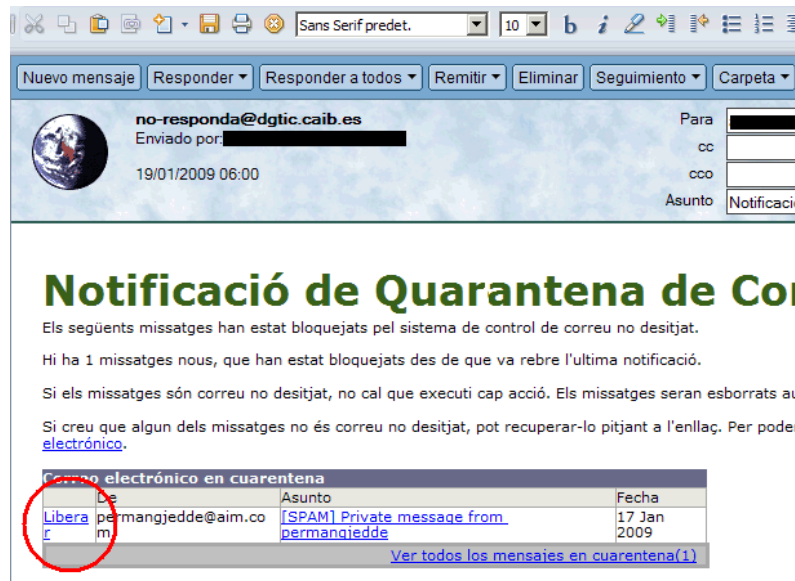 Sans Serif predet. 10 b i
Nuevo mensaje Responder Responder a todos Remitir Eliminar Seguimiento Carpeta
no-responda@dgtic.caib.es Para
Enviado por: cc
19/01/2009 06:00 cco
Asunto Notificaci
Notificació de Quarantena de Co
Els següents missatges han estat bloquejats pel sistema de control de correu no desitjat.
Hi ha 1 missatges nous, que han estat bloquejats des de que va rebre l'ultima notificació.
Si els missatges són correu no desitjat, no cal que executi cap acció. Els missatges seran esborrats au
Si creu que algun dels missatges no és correu no desitjat, pot recuperar-lo pitjant a l'enllaç. Per poder
electrónico.
Correo electrónico en cuarentena
De Asunto Fecha
Libera permangjedde@aim.co [SPAM] Private message from 17 Jan
r m permangjedde 2009
Ver todos los mensajes en cuarentena(1)